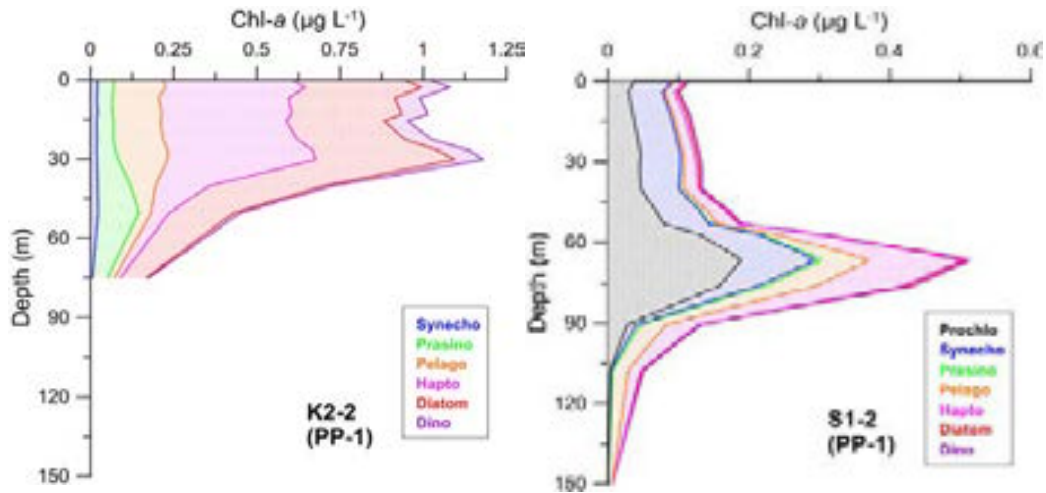 Chl-a (µg L⁻¹)
0 0.25 0.5 0.75 1 1.25
0
30
60
90
120
150
Depth (m)
Synecho
Prasino
Pelago
Hapto
Diatom
Dino
K2-2
(PP-1)
Chl-a (µg L⁻¹)
0 0.2 0.4 0.6
0
30
60
90
120
150
Depth (m)
Prochlo
Synecho
Prasino
Pelago
Hapto
Diatom
Dino
S1-2
(PP-1)